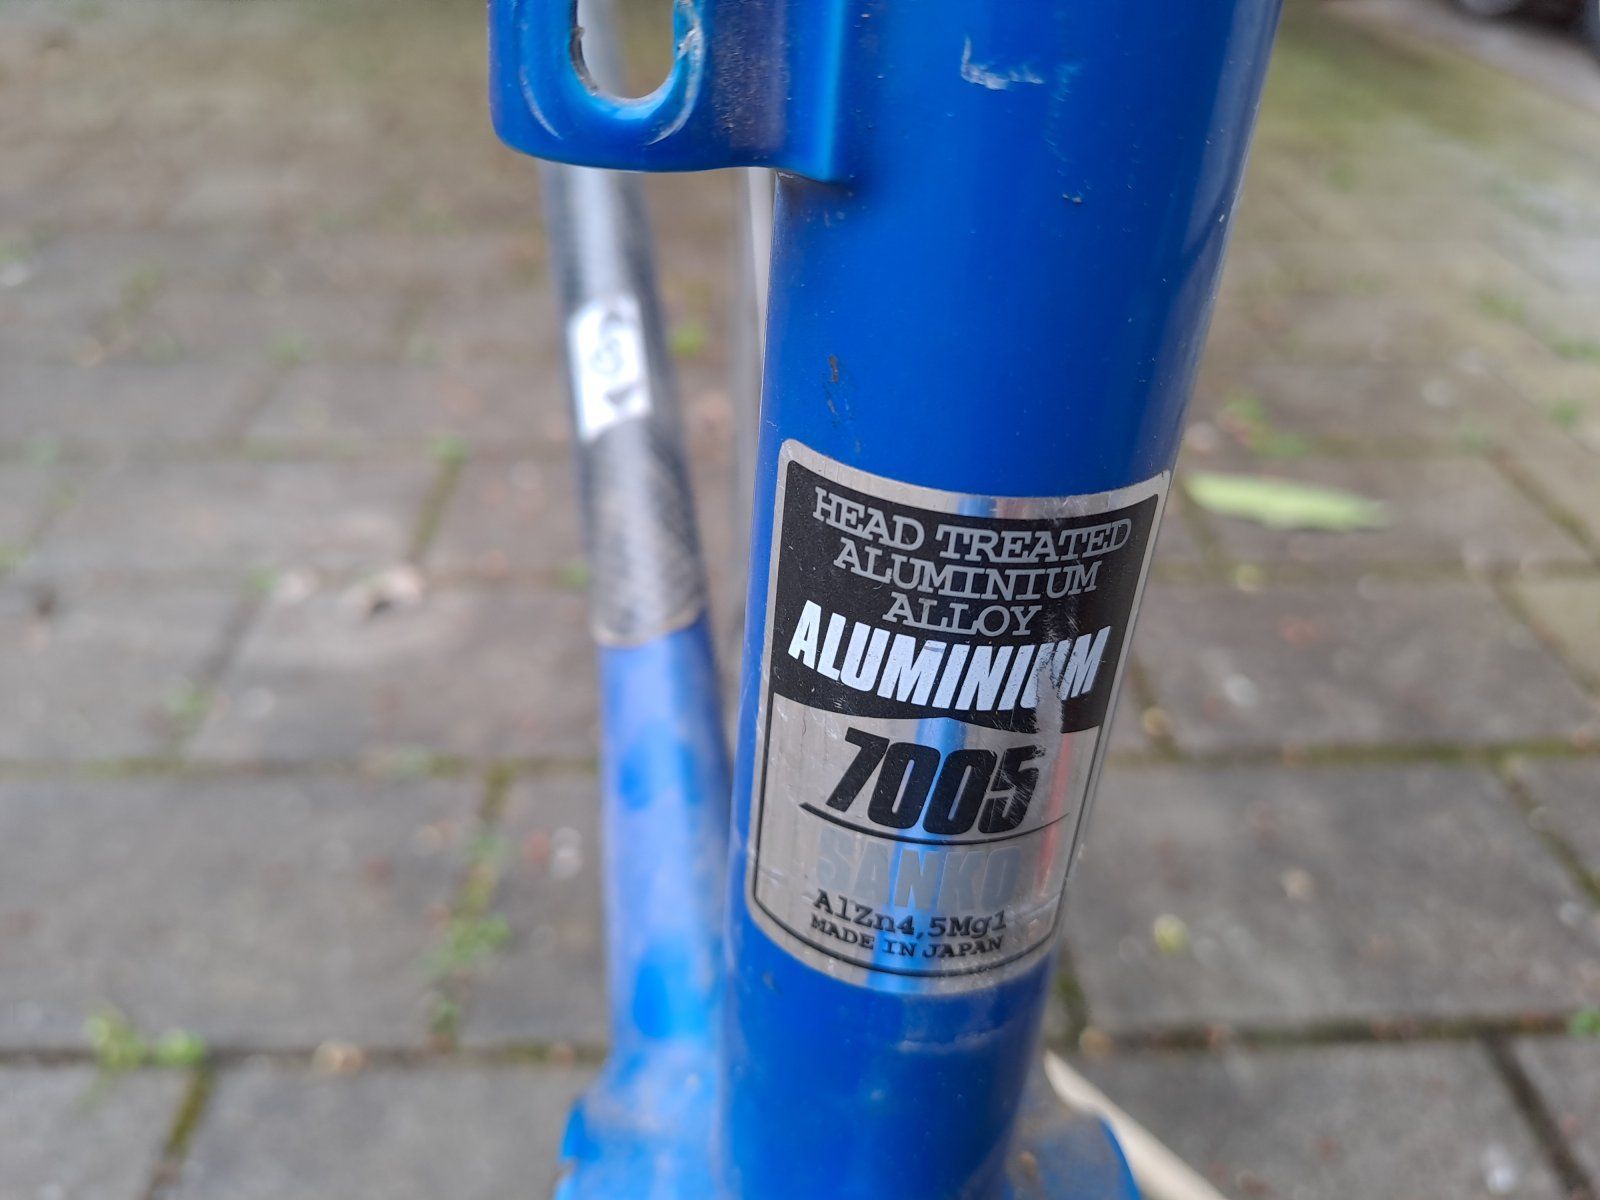 HEAD TREATED
ALUMINIUM
ALLOY
ALUMINIUM
7005
SANKO
AlZn4,5Mg1
MADE IN JAPAN